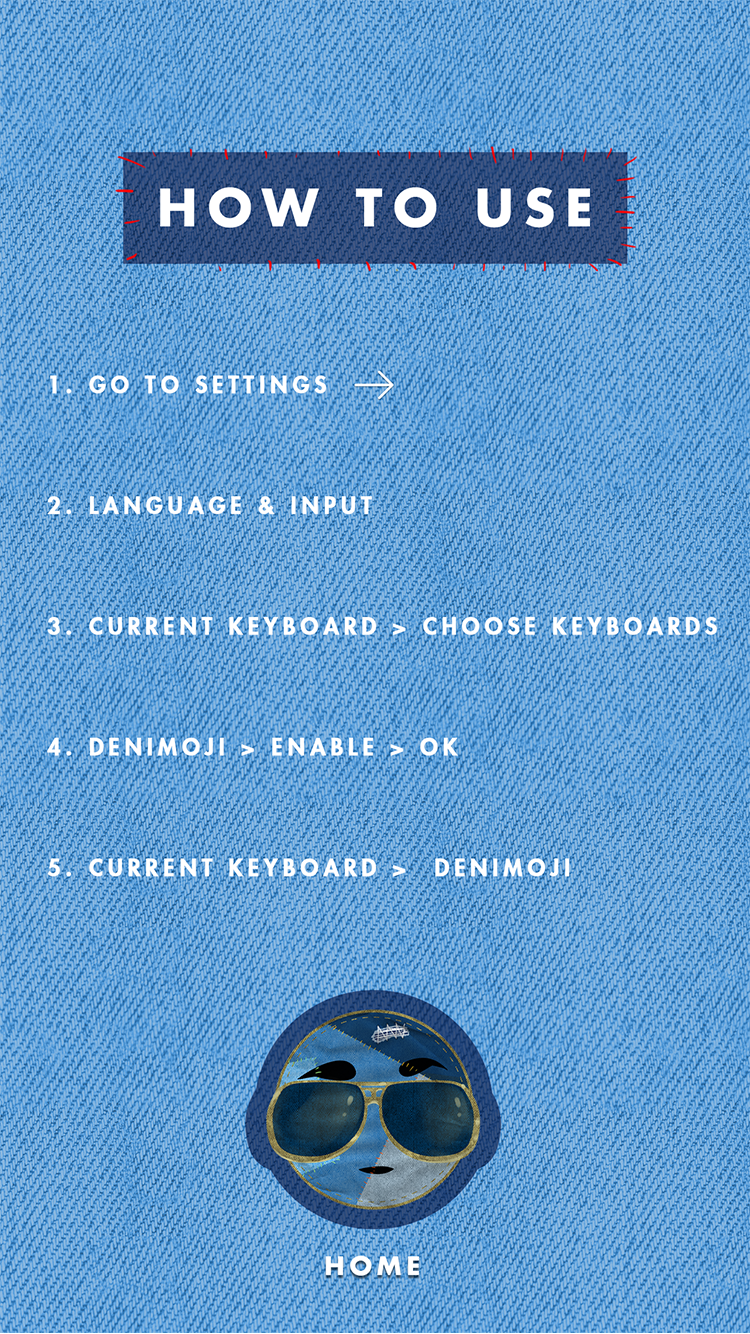 HOW TO USE
1. GO TO SETTINGS →
2. LANGUAGE & INPUT
3. CURRENT KEYBOARD > CHOOSE KEYBOARDS
4. DENIMOJI > ENABLE > OK
5. CURRENT KEYBOARD > DENIMOJI
HOME